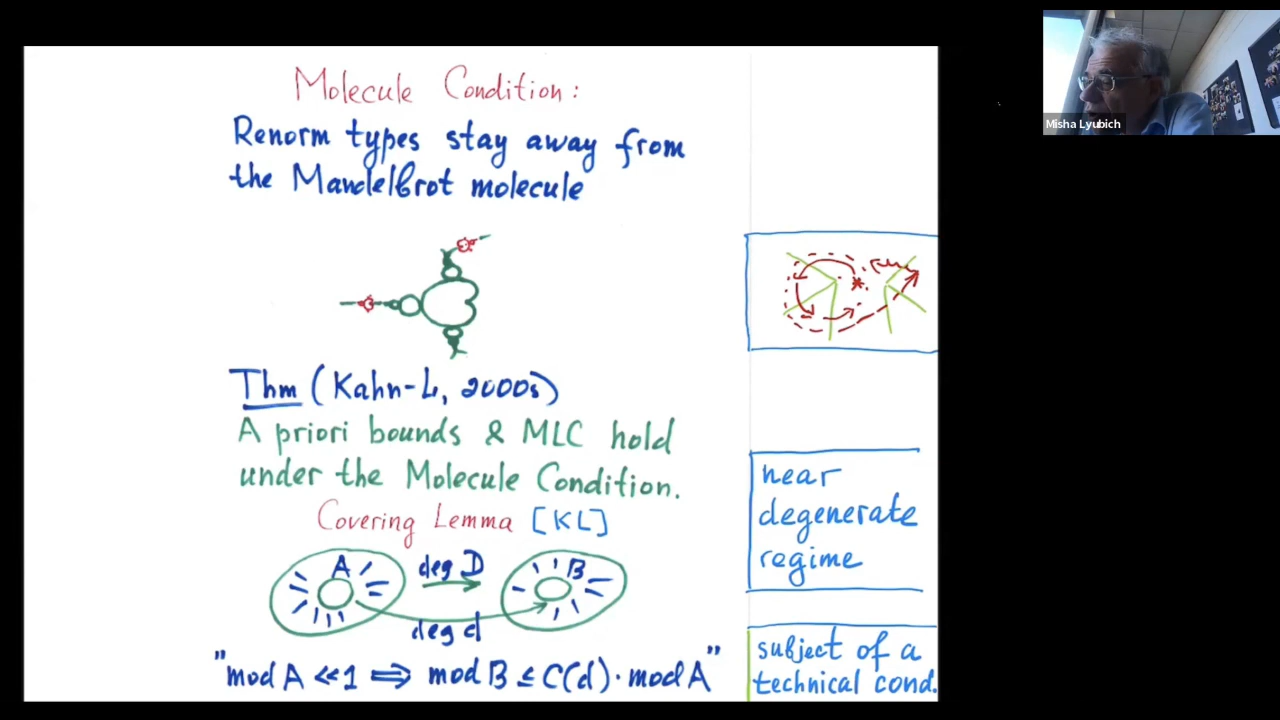 Molecule Condition:
Renorm types stay away from
the Mandelbrot molecule
Thm (Kahn-L, 2000s)
A priori bounds & MLC hold
under the Molecule Condition.
Covering Lemma [KL]
A deg D B
deg d
"mod A ≪ 1 ⟹ mod B ≤ C(d)·mod A"
near
degenerate
regime
subject of a
technical cond.
Misha Lyubich